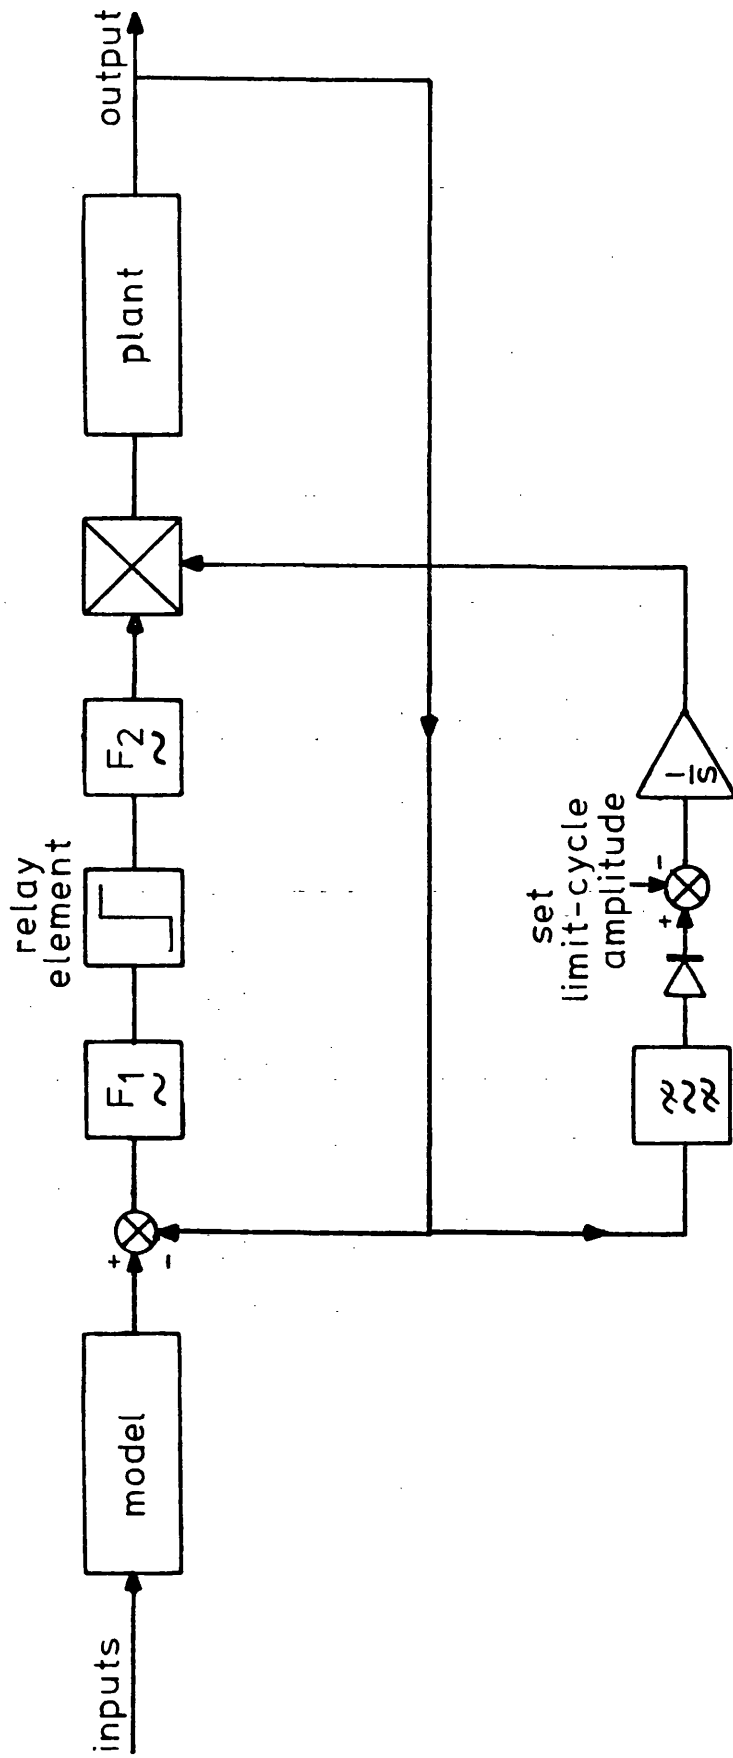 inputs
model
+
-
F1
relay
element
F2
plant
output
set
limit-cycle
amplitude
+
-
1/s